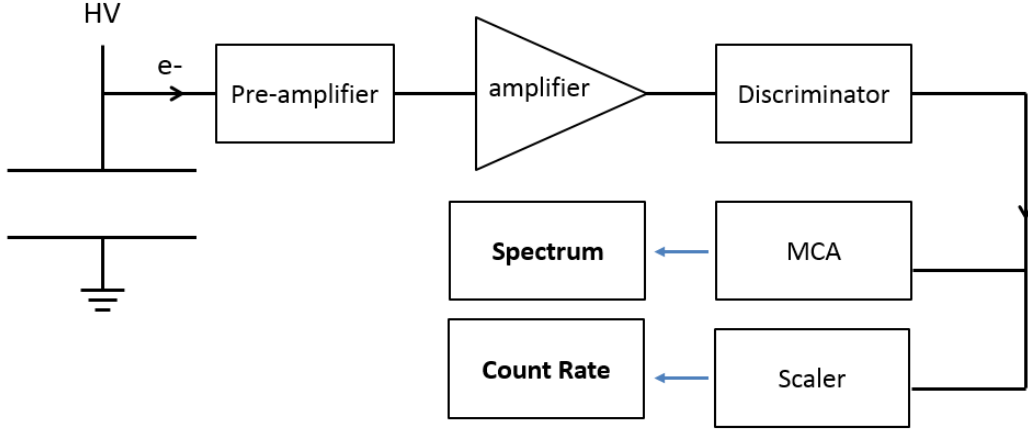 HV
e-
Pre-amplifier
amplifier
Discriminator
Spectrum
MCA
Count Rate
Scaler